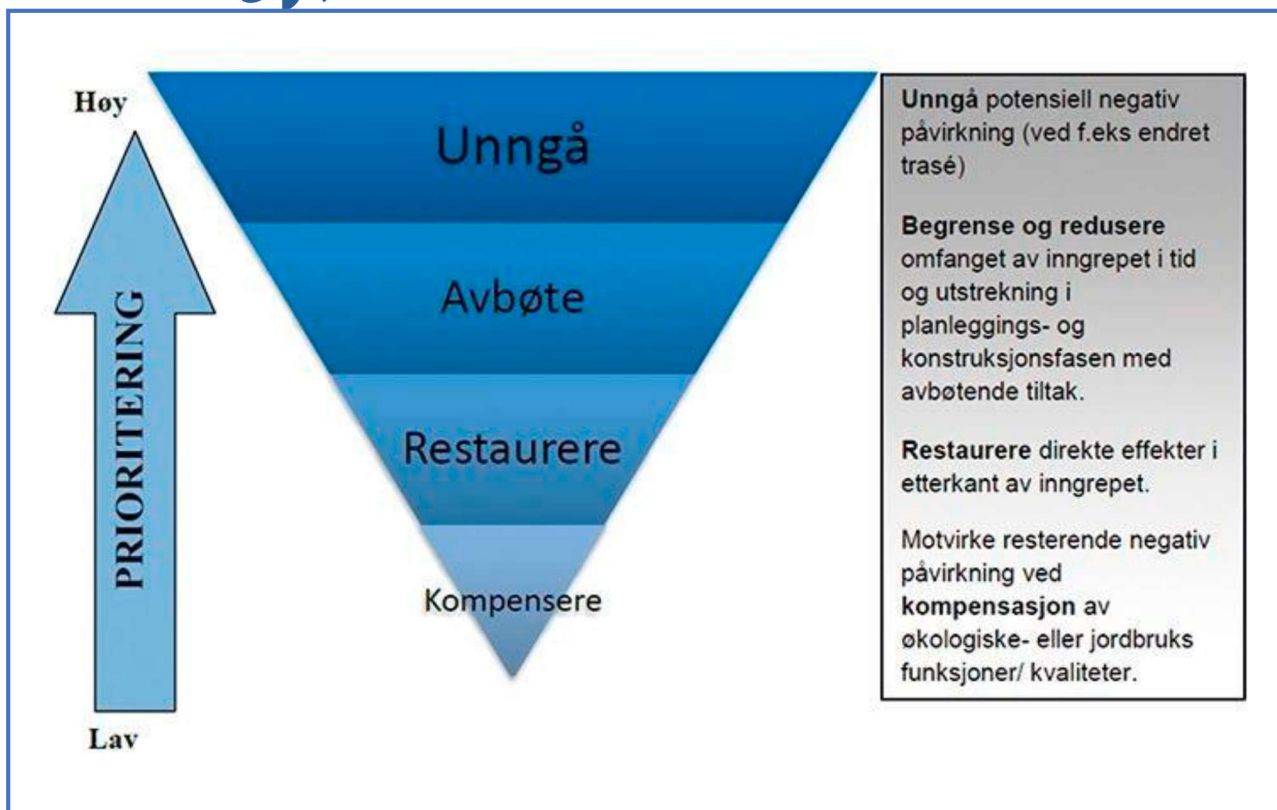 Høy
PRIORITERING
Lav
Unngå
Avbøte
Restaurere
Kompensere
Unngå potensiell negativ
påvirkning (ved f.eks endret
trasé)
Begrense og redusere
omfanget av inngrepet i tid
og utstrekning i
planleggings- og
konstruksjonsfasen med
avbøtende tiltak.
Restaurere direkte effekter i
etterkant av inngrepet.
Motvirke resterende negativ
påvirkning ved
kompensasjon av
økologiske- eller jordbruks
funksjoner/ kvaliteter.